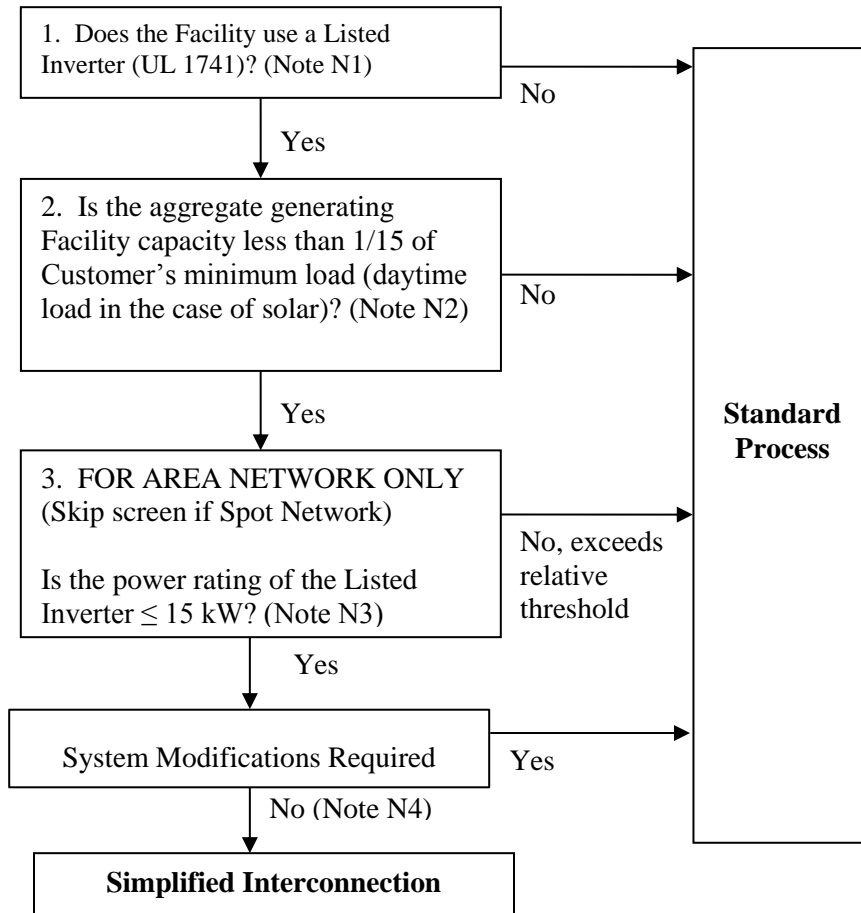 1. Does the Facility use a Listed
Inverter (UL 1741)? (Note N1)
No
Yes
2. Is the aggregate generating
Facility capacity less than 1/15 of
Customer’s minimum load (daytime
load in the case of solar)? (Note N2)
No
Yes
Standard
Process
3. FOR AREA NETWORK ONLY
(Skip screen if Spot Network)
Is the power rating of the Listed
Inverter ≤ 15 kW? (Note N3)
No, exceeds
relative
threshold
Yes
System Modifications Required
Yes
No (Note N4)
Simplified Interconnection